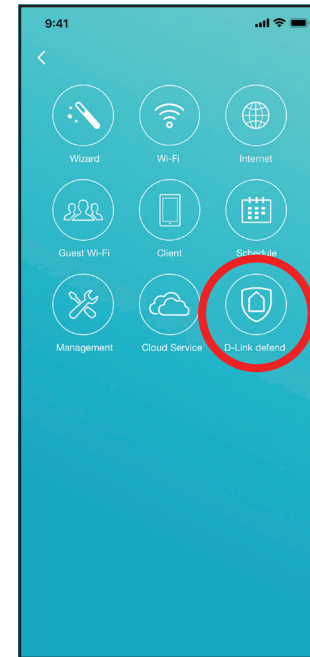 9:41
Wizard
Wi-Fi
Internet
Guest Wi-Fi
Client
Schedule
Management
Cloud Service
D-Link defend